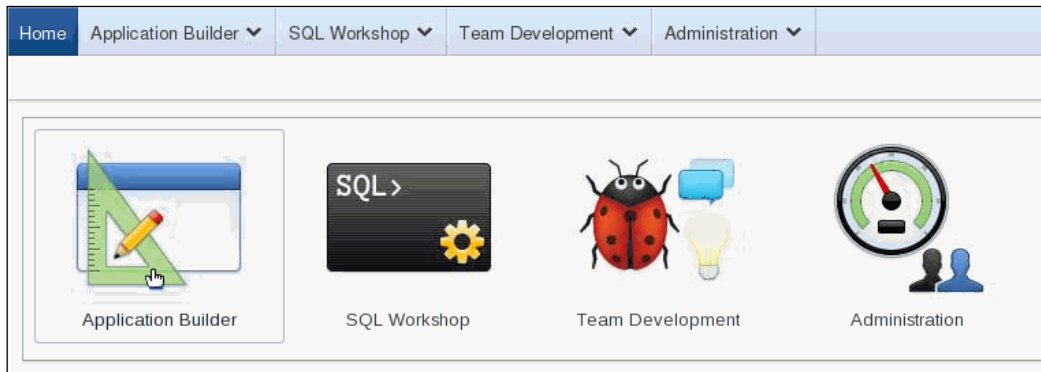 Home Application Builder SQL Workshop Team Development Administration
SQL>
Application Builder SQL Workshop Team Development Administration